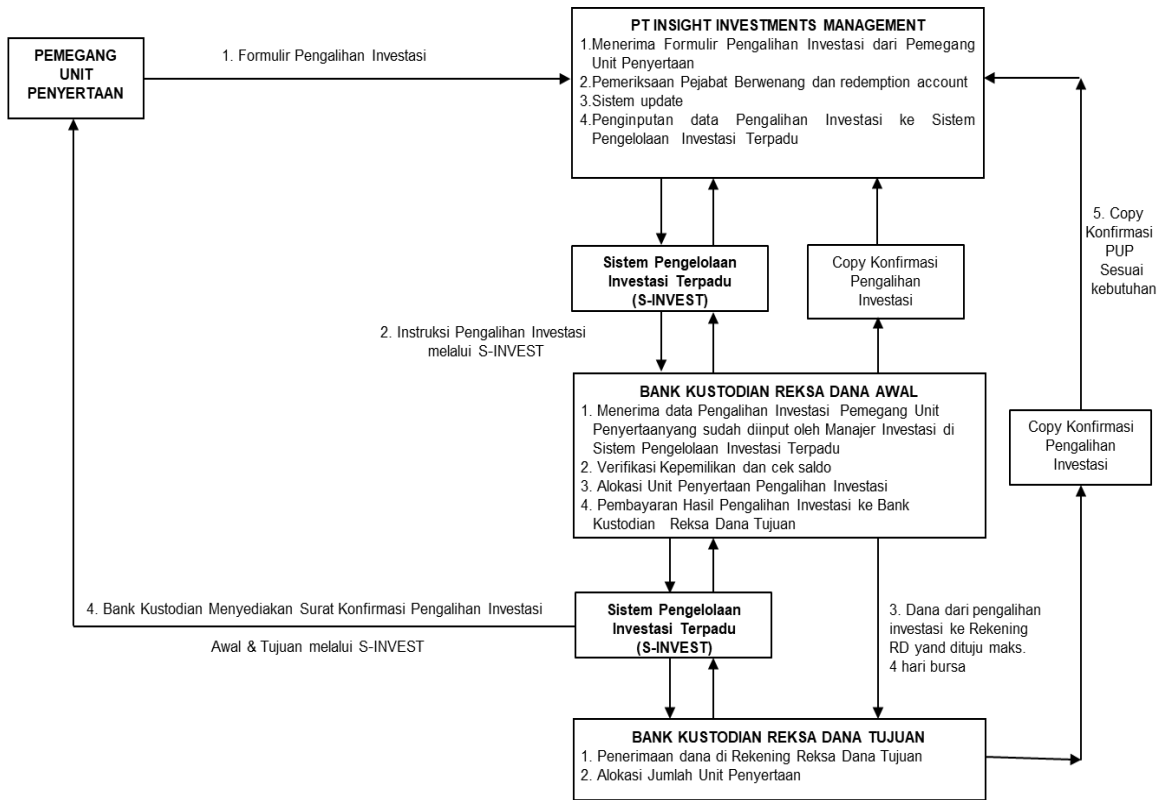 PT INSIGHT INVESTMENTS MANAGEMENT
1.Menerima Formulir Pengalihan Investasi dari Pemegang
Unit Penyertaan
2.Pemeriksaan Pejabat Berwenang dan redemption account
3.Sistem update
4.Penginputan data Pengalihan Investasi ke Sistem
Pengelolaan Investasi Terpadu
PEMEGANG
UNIT
PENYERTAAN
1. Formulir Pengalihan Investasi
5. Copy
Konfirmasi
PUP
Sesuai
kebutuhan
Sistem Pengelolaan
Investasi Terpadu
(S-INVEST)
Copy Konfirmasi
Pengalihan
Investasi
2. Instruksi Pengalihan Investasi
melalui S-INVEST
BANK KUSTODIAN REKSA DANA AWAL
1. Menerima data Pengalihan Investasi Pemegang Unit
Penyertaanyang sudah diinput oleh Manajer Investasi di
Sistem Pengelolaan Investasi Terpadu
2. Verifikasi Kepemilikan dan cek saldo
3. Alokasi Unit Penyertaan Pengalihan Investasi
4. Pembayaran Hasil Pengalihan Investasi ke Bank
Kustodian Reksa Dana Tujuan
Copy Konfirmasi
Pengalihan
Investasi
4. Bank Kustodian Menyediakan Surat Konfirmasi Pengalihan Investasi
Awal & Tujuan melalui S-INVEST
Sistem Pengelolaan
Investasi Terpadu
(S-INVEST)
3. Dana dari pengalihan
investasi ke Rekening
RD yand dituju maks.
4 hari bursa
BANK KUSTODIAN REKSA DANA TUJUAN
1. Penerimaan dana di Rekening Reksa Dana Tujuan
2. Alokasi Jumlah Unit Penyertaan